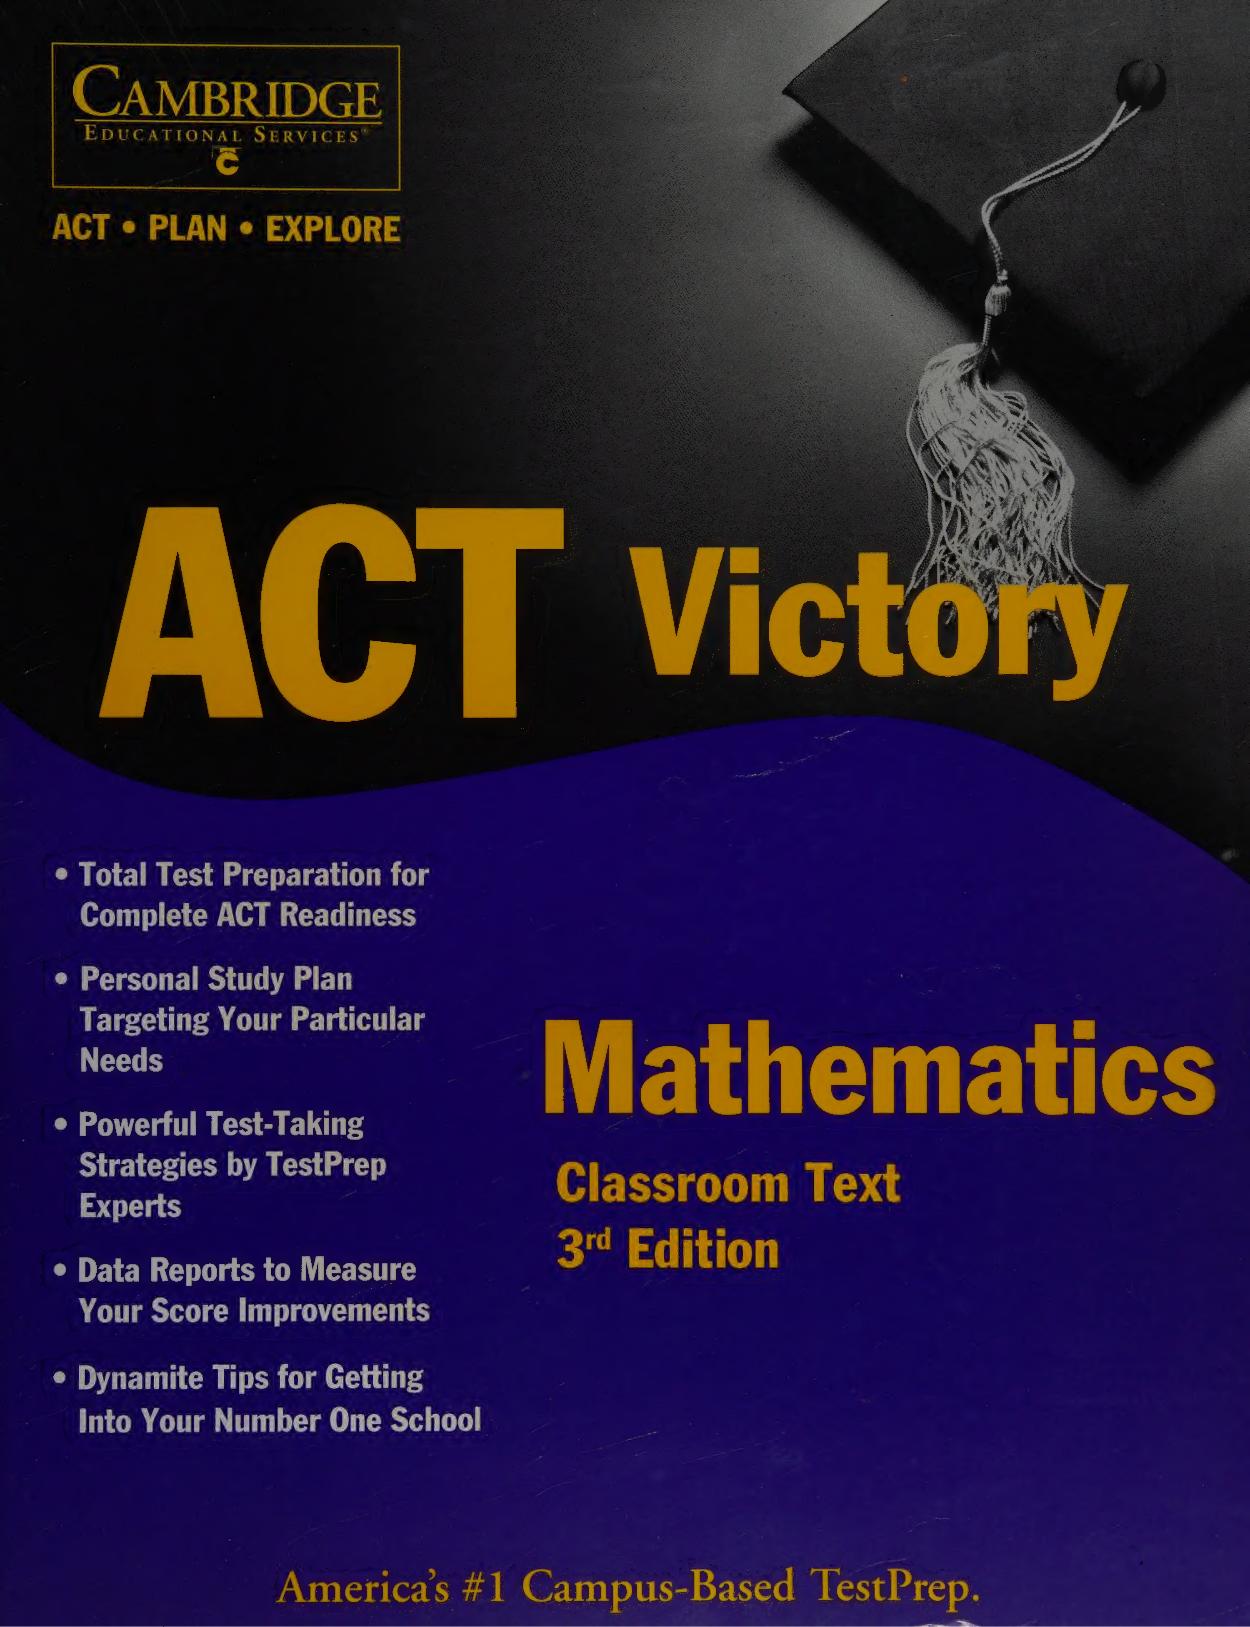 CAMBRIDGE
EDUCATIONAL SERVICES®
C
ACT • PLAN • EXPLORE
ACT Victory
• Total Test Preparation for
Complete ACT Readiness
• Personal Study Plan
Targeting Your Particular
Needs
• Powerful Test-Taking
Strategies by TestPrep
Experts
• Data Reports to Measure
Your Score Improvements
• Dynamite Tips for Getting
Into Your Number One School
Mathematics
Classroom Text
3rd Edition
America's #1 Campus-Based TestPrep.